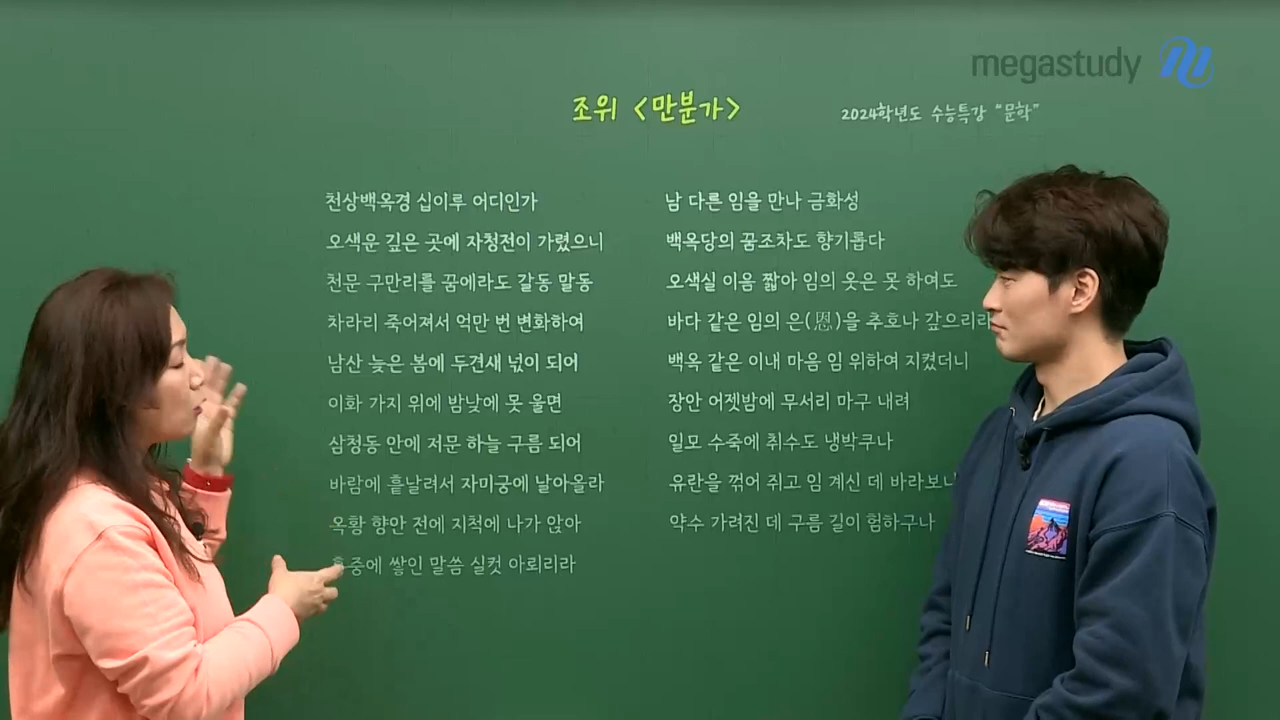 megastudy
조위 <만분가>
2024학년도 수능특강 "문학"
천상백옥경 십이루 어디인가
오색운 깊은 곳에 자청전이 가렸으니
천문 구만리를 꿈에라도 갈동 말동
차라리 죽어져서 억만 번 변화하여
남산 늦은 봄에 두견새 넋이 되어
이화 가지 위에 밤낮에 못 울면
삼청동 안에 저문 하늘 구름 되어
바람에 흩날려서 자미궁에 날아올라
옥황 향안 전에 지척에 나가 앉아
흉중에 쌓인 말씀 실컷 아뢰리라
남 다른 임을 만나 금화성
백옥당의 꿈조차도 향기롭다
오색실 이음 짧아 임의 옷은 못 하여도
바다 같은 임의 은(恩)을 추호나 갚으리라
백옥 같은 이내 마음 임 위하여 지켰더니
장안 어젯밤에 무서리 마구 내려
일모 수죽에 취수도 냉박쿠나
유란을 꺾어 쥐고 임 계신 데 바라보니
약수 가려진 데 구름 길이 험하구나